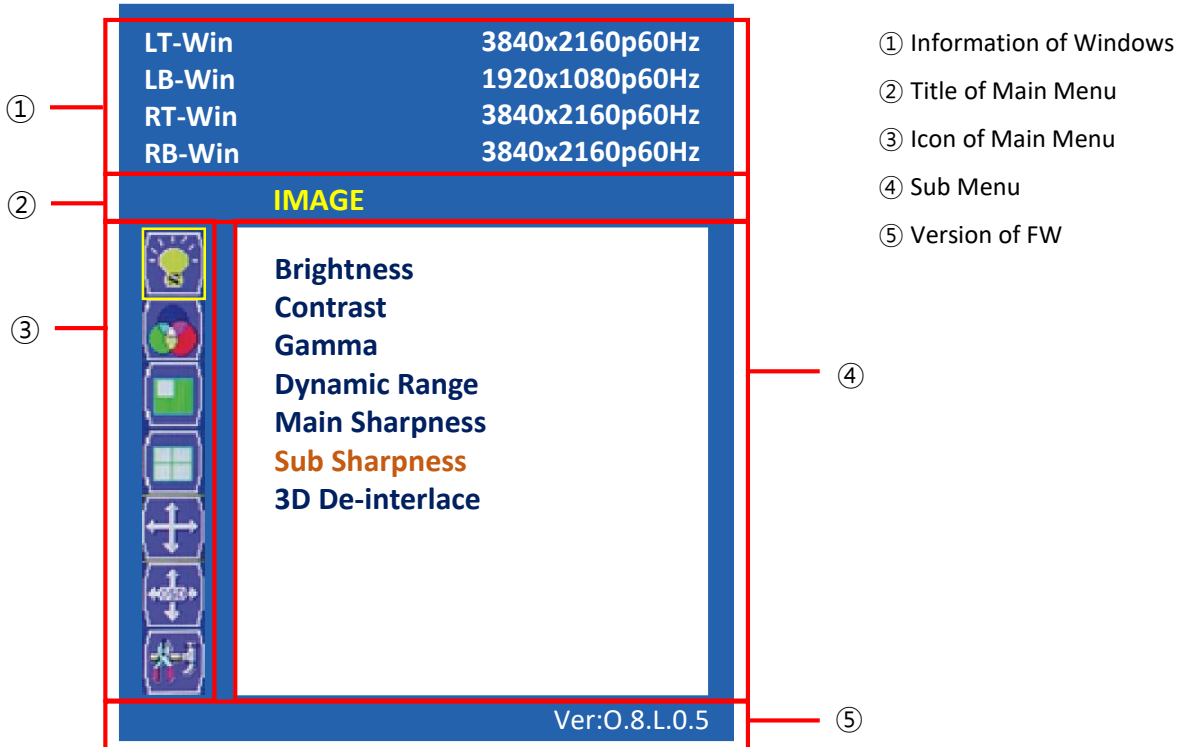 LT-Win 3840x2160p60Hz
LB-Win 1920x1080p60Hz
RT-Win 3840x2160p60Hz
RB-Win 3840x2160p60Hz
①
② IMAGE
③
Brightness
Contrast
Gamma
Dynamic Range
Main Sharpness
Sub Sharpness
3D De-interlace
④
OSD
Ver:O.8.L.0.5 ⑤
① Information of Windows
② Title of Main Menu
③ Icon of Main Menu
④ Sub Menu
⑤ Version of FW